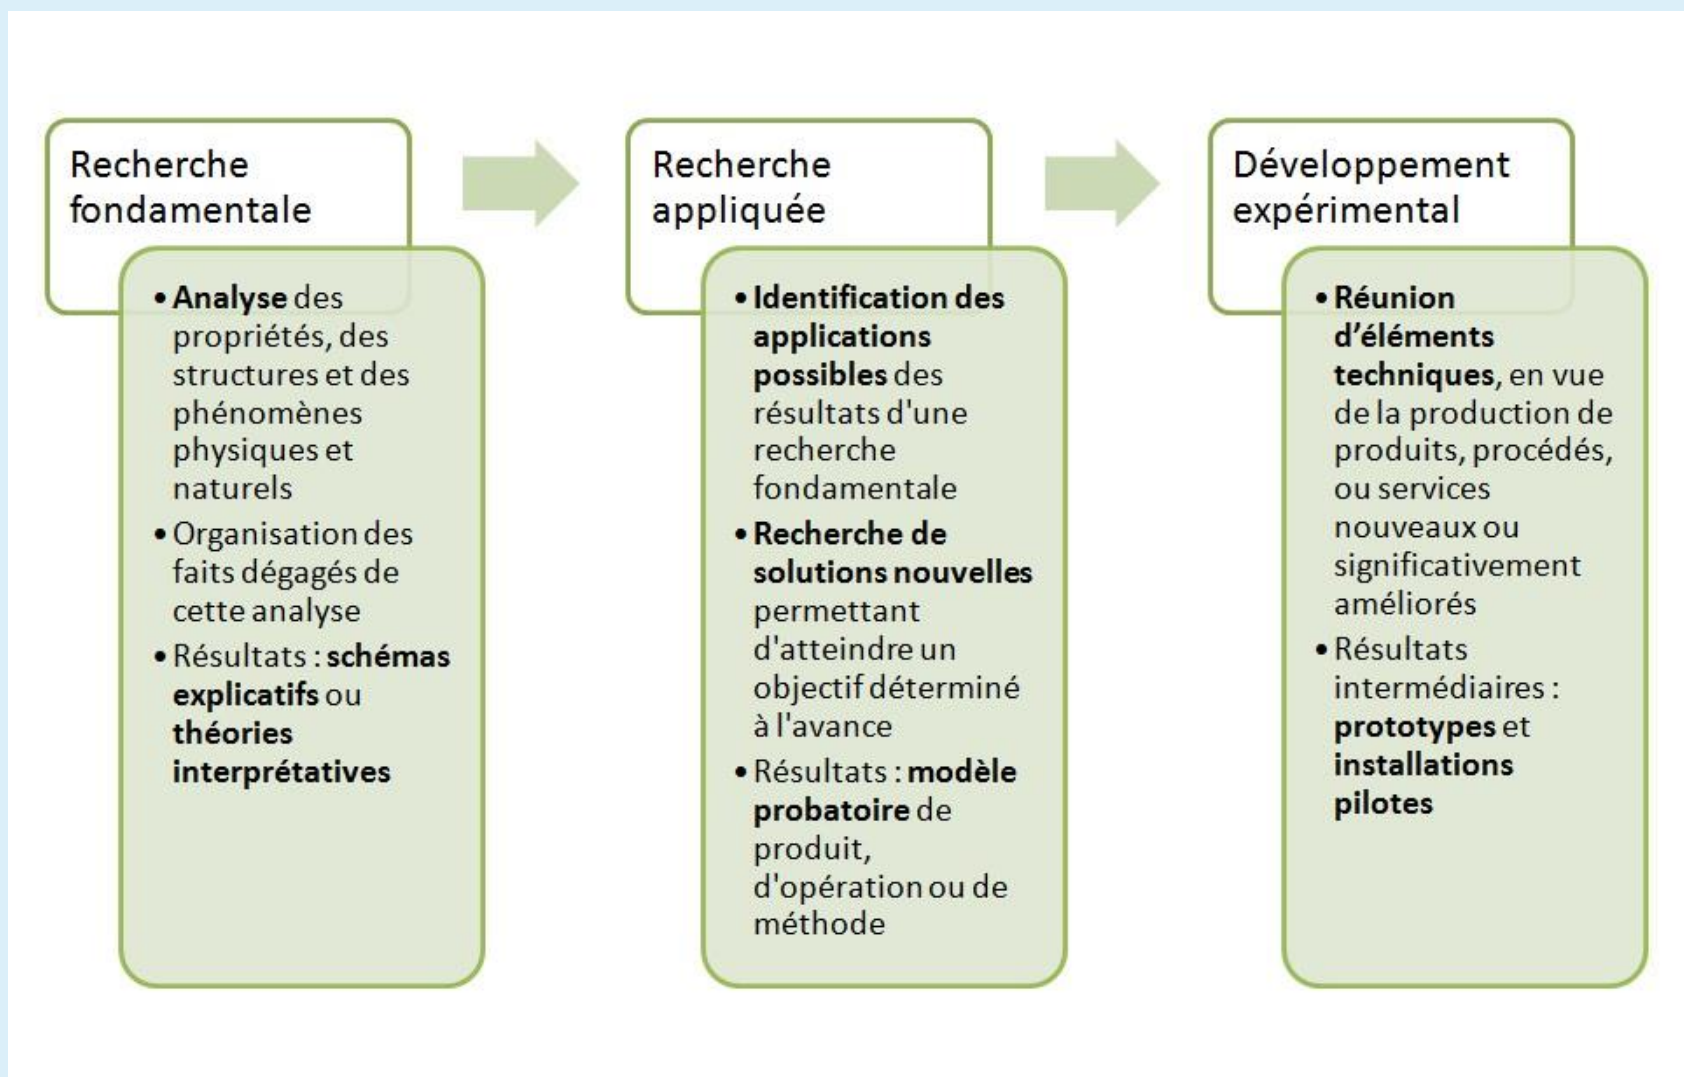 Recherche
fondamentale
• Analyse des
propriétés, des
structures et des
phénomènes
physiques et
naturels
• Organisation des
faits dégagés de
cette analyse
• Résultats : schémas
explicatifs ou
théories
interprétatives
Recherche
appliquée
• Identification des
applications
possibles des
résultats d'une
recherche
fondamentale
• Recherche de
solutions nouvelles
permettant
d'atteindre un
objectif déterminé
à l'avance
• Résultats : modèle
probatoire de
produit,
d'opération ou de
méthode
Développement
expérimental
• Réunion
d’éléments
techniques, en vue
de la production de
produits, procédés,
ou services
nouveaux ou
significativement
améliorés
• Résultats
intermédiaires :
prototypes et
installations
pilotes